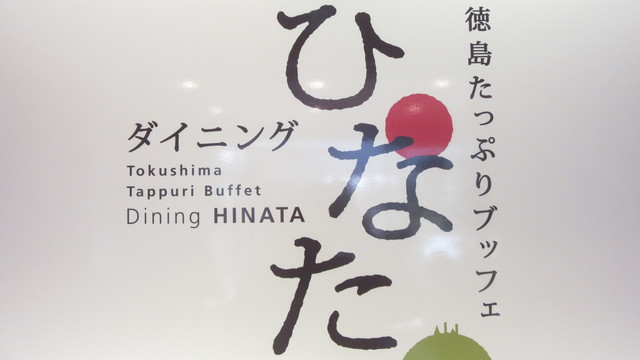 徳島たっぷりブッフェ
ひなた
ダイニング
Tokushima
Tappuri Buffet
Dining HINATA